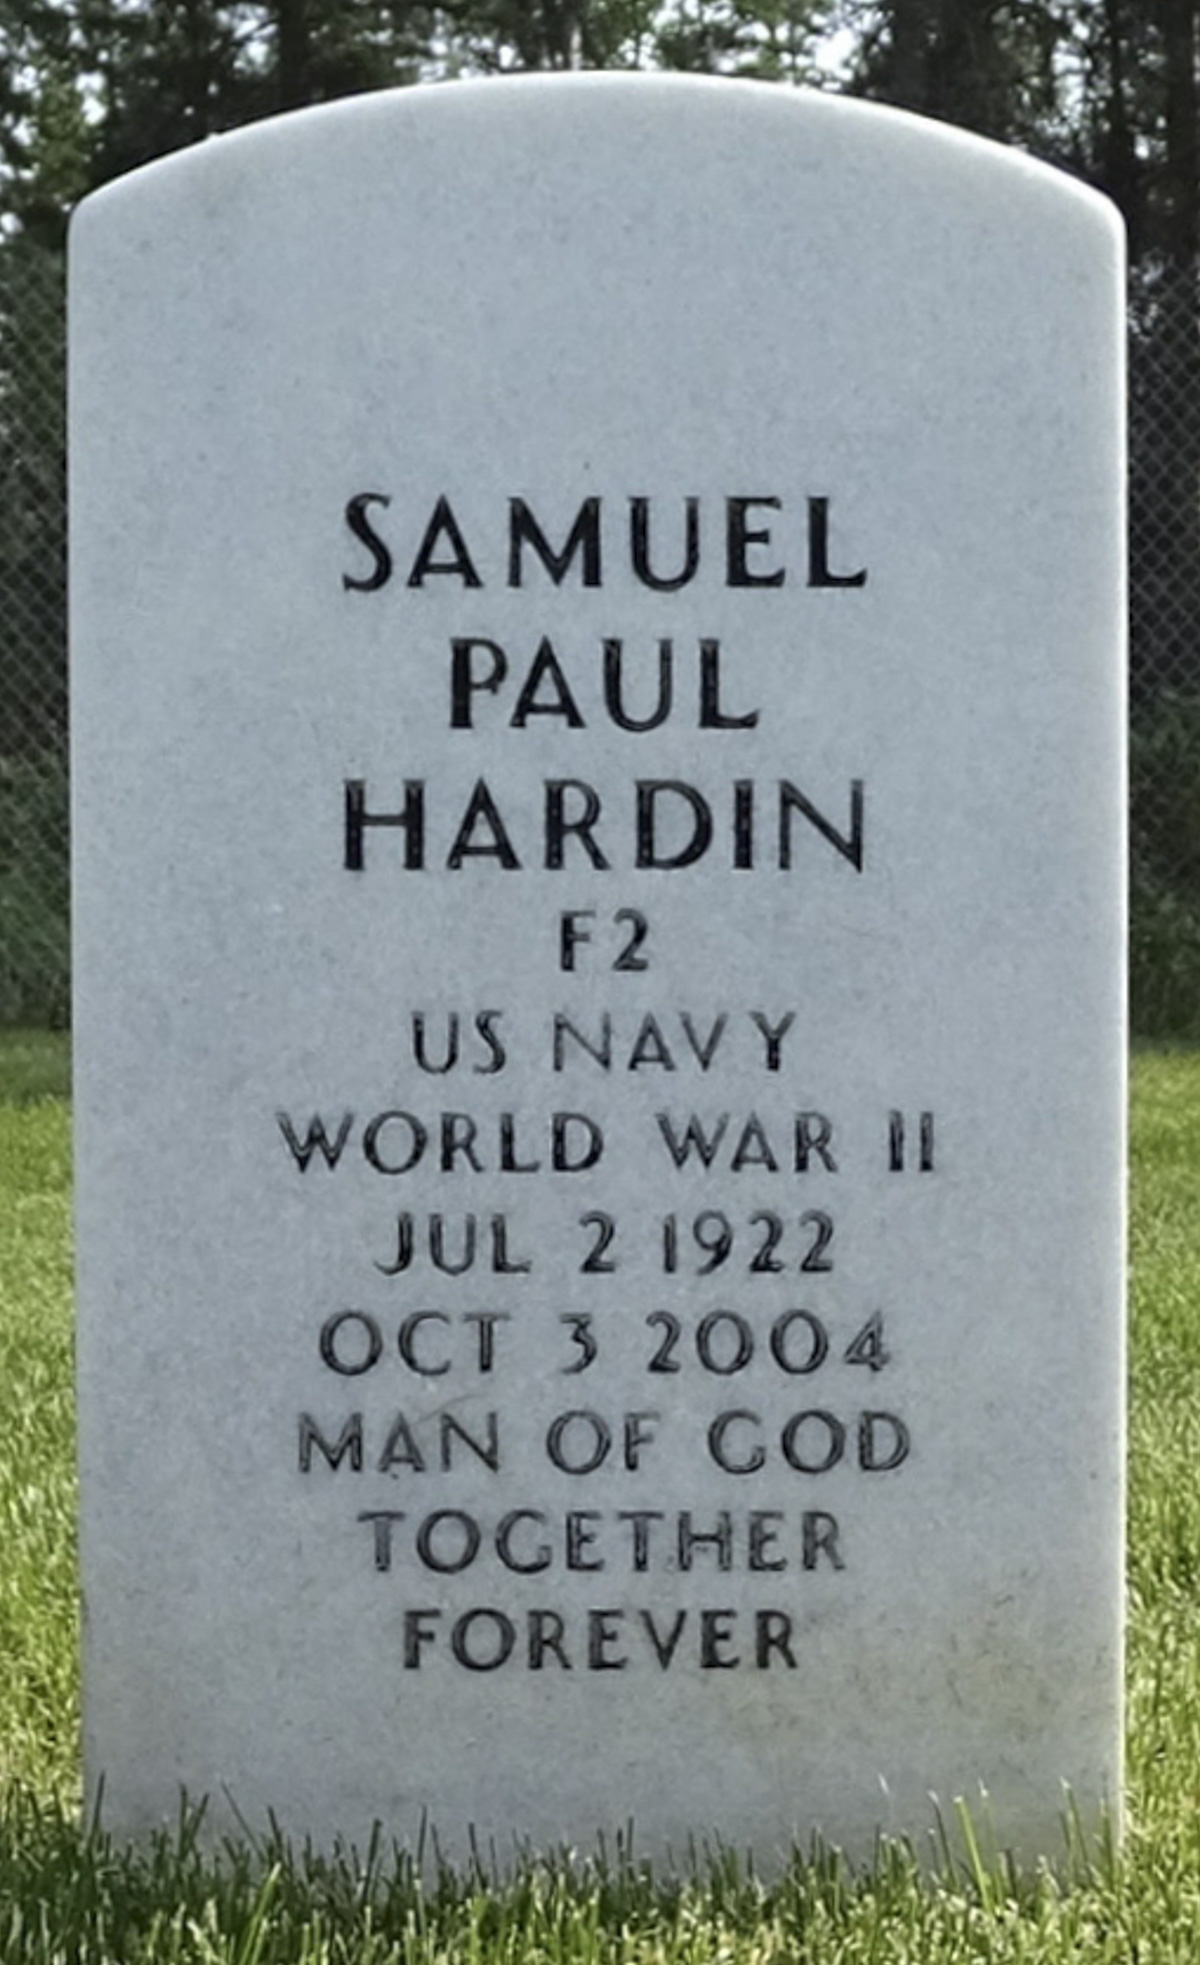 SAMUEL
PAUL
HARDIN
F2
US NAVY
WORLD WAR II
JUL 2 1922
OCT 3 2004
MAN OF GOD
TOGETHER
FOREVER